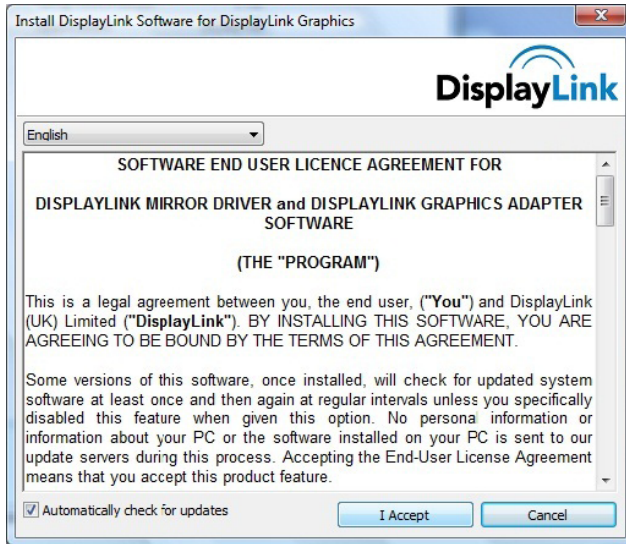 Install DisplayLink Software for DisplayLink Graphics
DisplayLink
English
SOFTWARE END USER LICENCE AGREEMENT FOR
DISPLAYLINK MIRROR DRIVER and DISPLAYLINK GRAPHICS ADAPTER
SOFTWARE
(THE "PROGRAM")
This is a legal agreement between you, the end user, ("You") and DisplayLink
(UK) Limited ("DisplayLink"). BY INSTALLING THIS SOFTWARE, YOU ARE
AGREEING TO BE BOUND BY THE TERMS OF THIS AGREEMENT.
Some versions of this software, once installed, will check for updated system
software at least once and then again at regular intervals unless you specifically
disabled this feature when given this option. No personal information or
information about your PC or the software installed on your PC is sent to our
update servers during this process. Accepting the End-User License Agreement
means that you accept this product feature.
Automatically check for updates
I Accept
Cancel